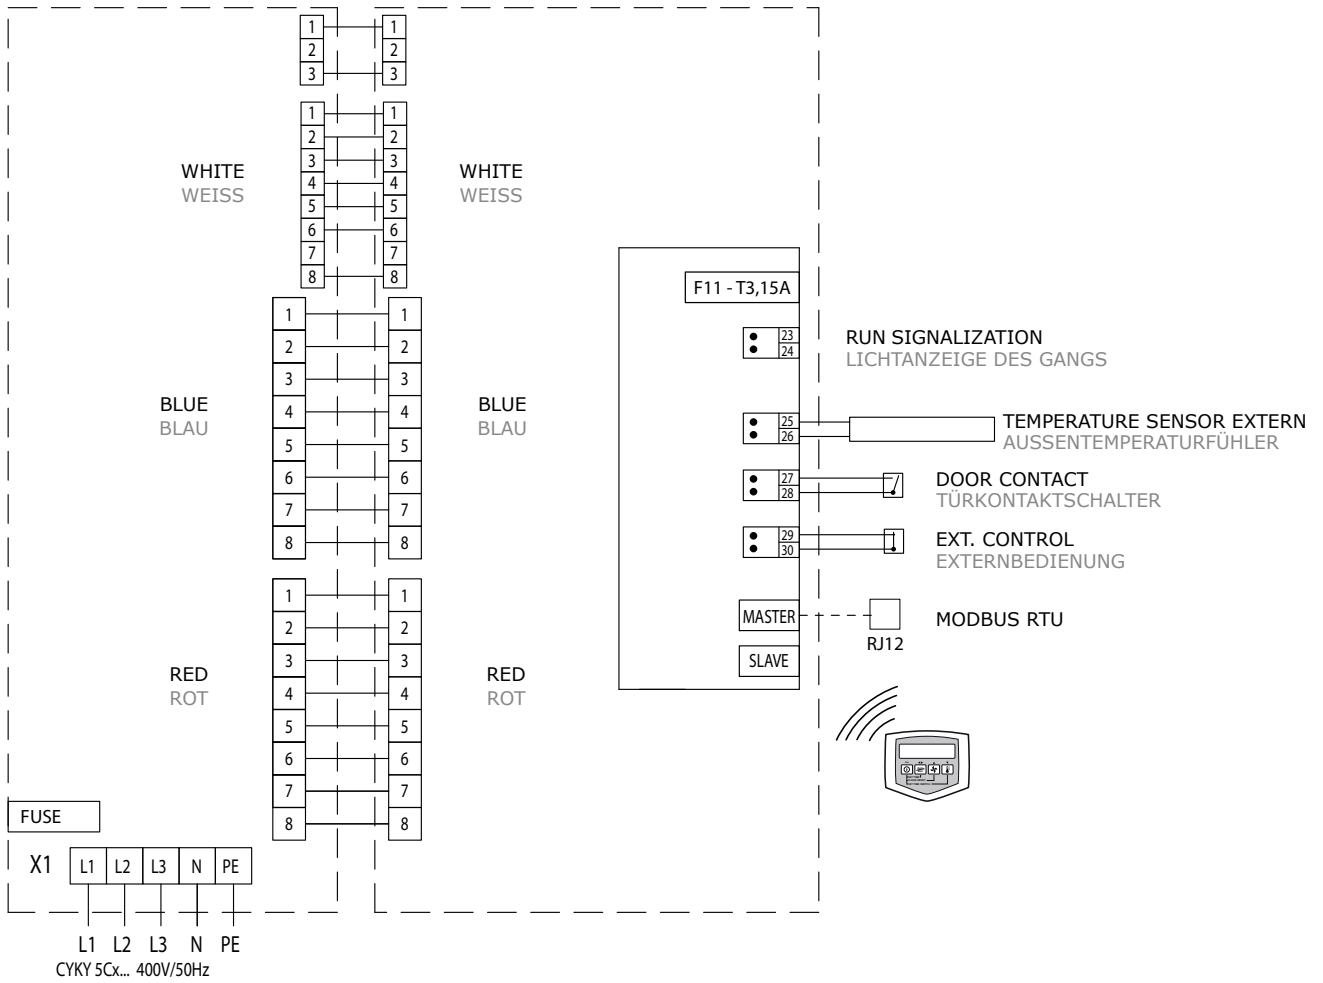 1 1
2 2
3 3
1 1
2 2
3 3
4 4
5 5
6 6
7 7
8 8
WHITE
WEISS
WHITE
WEISS
1 1
2 2
3 3
4 4
5 5
6 6
7 7
8 8
BLUE
BLAU
BLUE
BLAU
1 1
2 2
3 3
4 4
5 5
6 6
7 7
8 8
RED
ROT
RED
ROT
F11 - T3,15A
23
24
RUN SIGNALIZATION
LICHTANZEIGE DES GANGS
25
26
TEMPERATURE SENSOR EXTERN
AUSSENTEMPERATURFÜHLER
27
28
DOOR CONTACT
TÜRKONTAKTSCHALTER
29
30
EXT. CONTROL
EXTERNBEDIENUNG
MASTER
RJ12
MODBUS RTU
SLAVE
FUSE
X1 L1 L2 L3 N PE
L1 L2 L3 N PE
CYKY 5Cx... 400V/50Hz